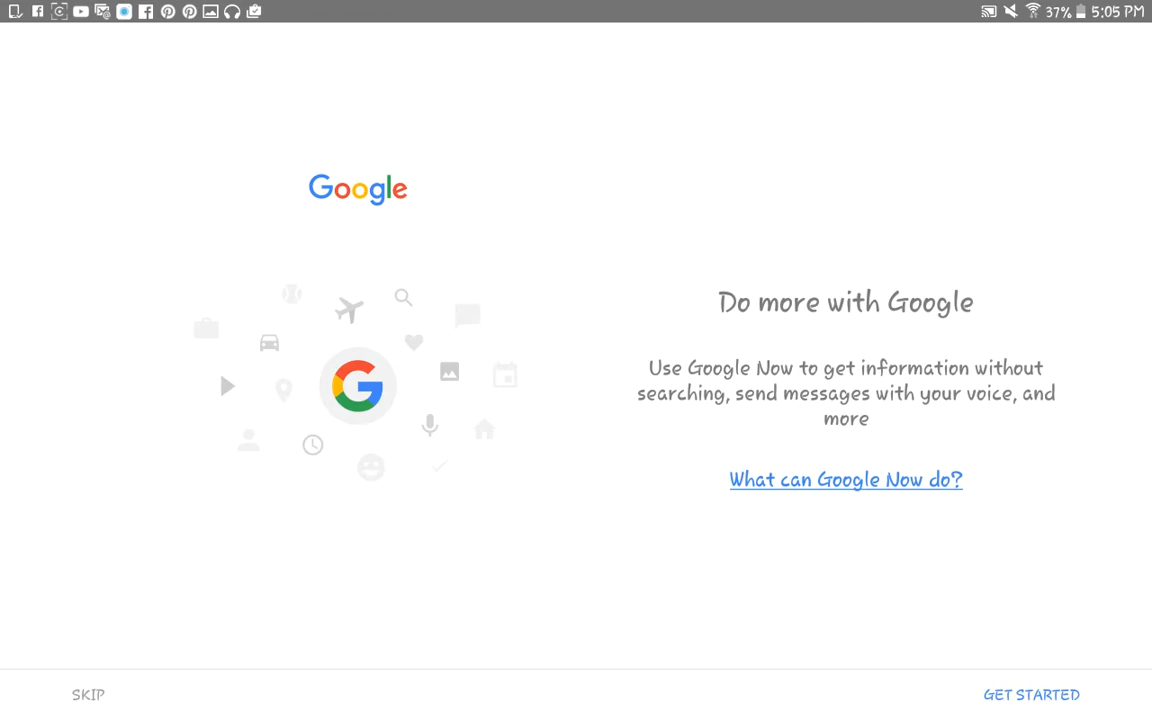 37% 5:05 PM
Google
Do more with Google
Use Google Now to get information without
searching, send messages with your voice, and
more
What can Google Now do?
SKIP
GET STARTED